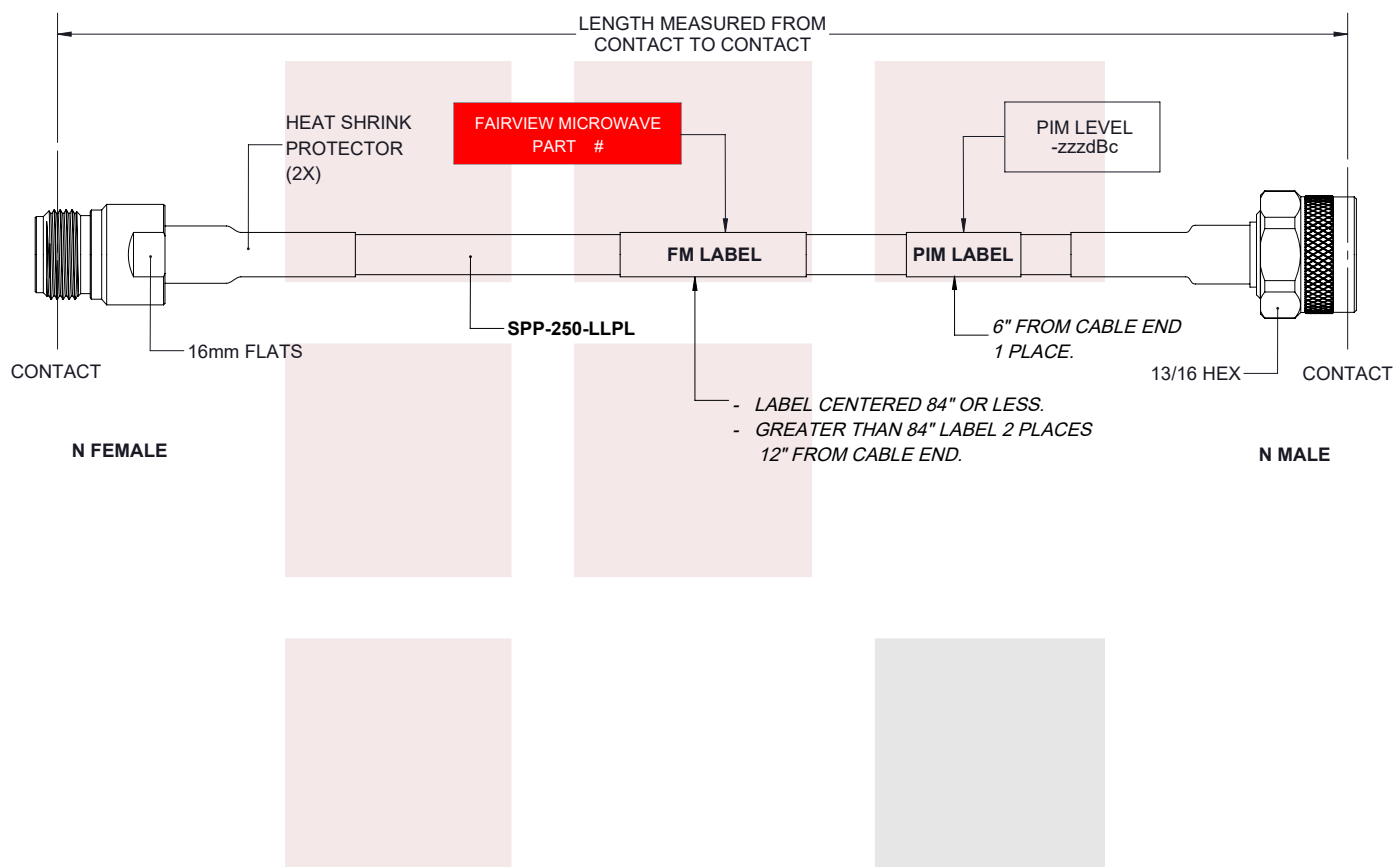 LENGTH MEASURED FROM
CONTACT TO CONTACT
HEAT SHRINK
PROTECTOR
(2X)
FAIRVIEW MICROWAVE
PART #
PIM LEVEL
-zzzdBc
FM LABEL
PIM LABEL
SPP-250-LLPL
6" FROM CABLE END
1 PLACE.
16mm FLATS
CONTACT
13/16 HEX
CONTACT
- LABEL CENTERED 84" OR LESS.
- GREATER THAN 84" LABEL 2 PLACES
12" FROM CABLE END.
N FEMALE
N MALE